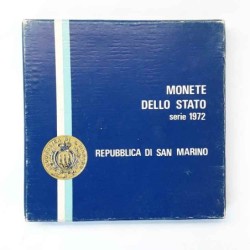 MONETE
DELLO STATO
serie 1972
REPUBBLICA DI SAN MARINO